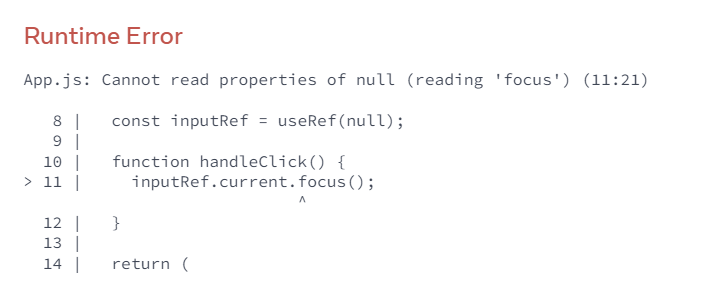 Runtime Error
App.js: Cannot read properties of null (reading 'focus') (11:21)
   8 |   const inputRef = useRef(null);
   9 |
  10 |   function handleClick() {
> 11 |     inputRef.current.focus();
                            ^
  12 |   }
  13 |
  14 |   return (